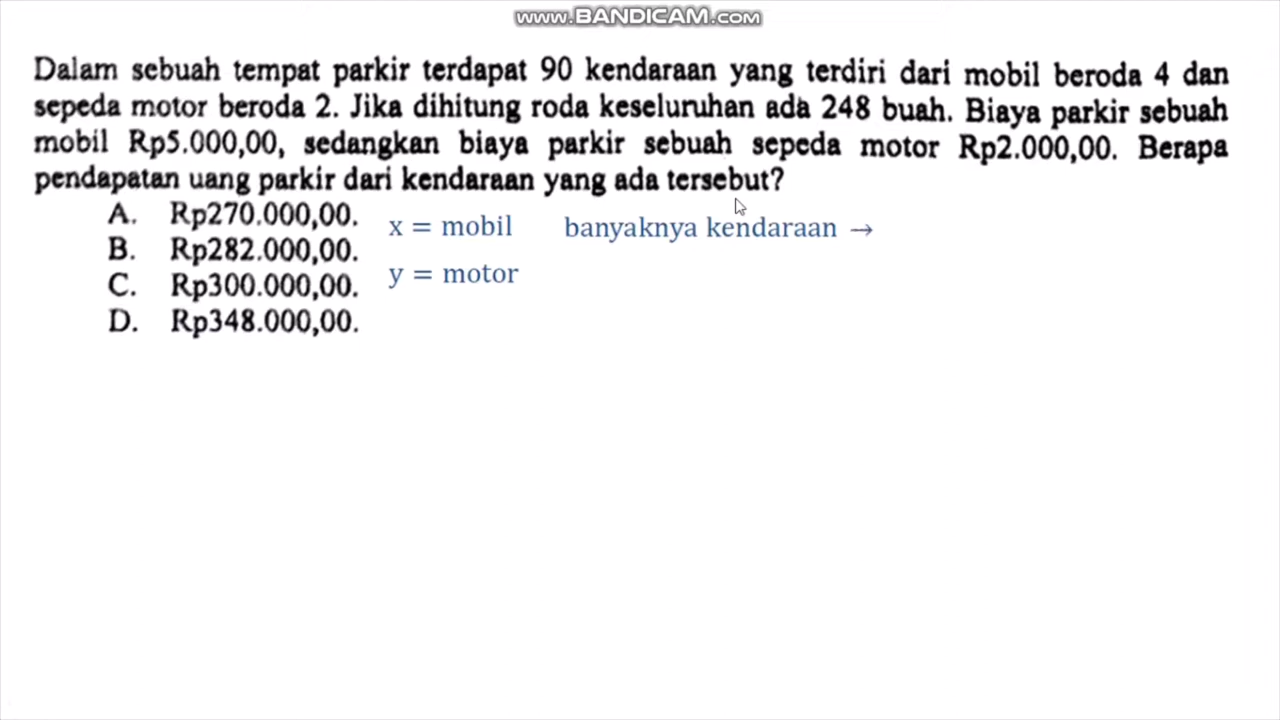 www.BANDICAM.com
Dalam sebuah tempat parkir terdapat 90 kendaraan yang terdiri dari mobil beroda 4 dan
sepeda motor beroda 2. Jika dihitung roda keseluruhan ada 248 buah. Biaya parkir sebuah
mobil Rp5.000,00, sedangkan biaya parkir sebuah sepeda motor Rp2.000,00. Berapa
pendapatan uang parkir dari kendaraan yang ada tersebut?
A. Rp270.000,00.
B. Rp282.000,00.
C. Rp300.000,00.
D. Rp348.000,00.
x = mobil
y = motor
banyaknya kendaraan →